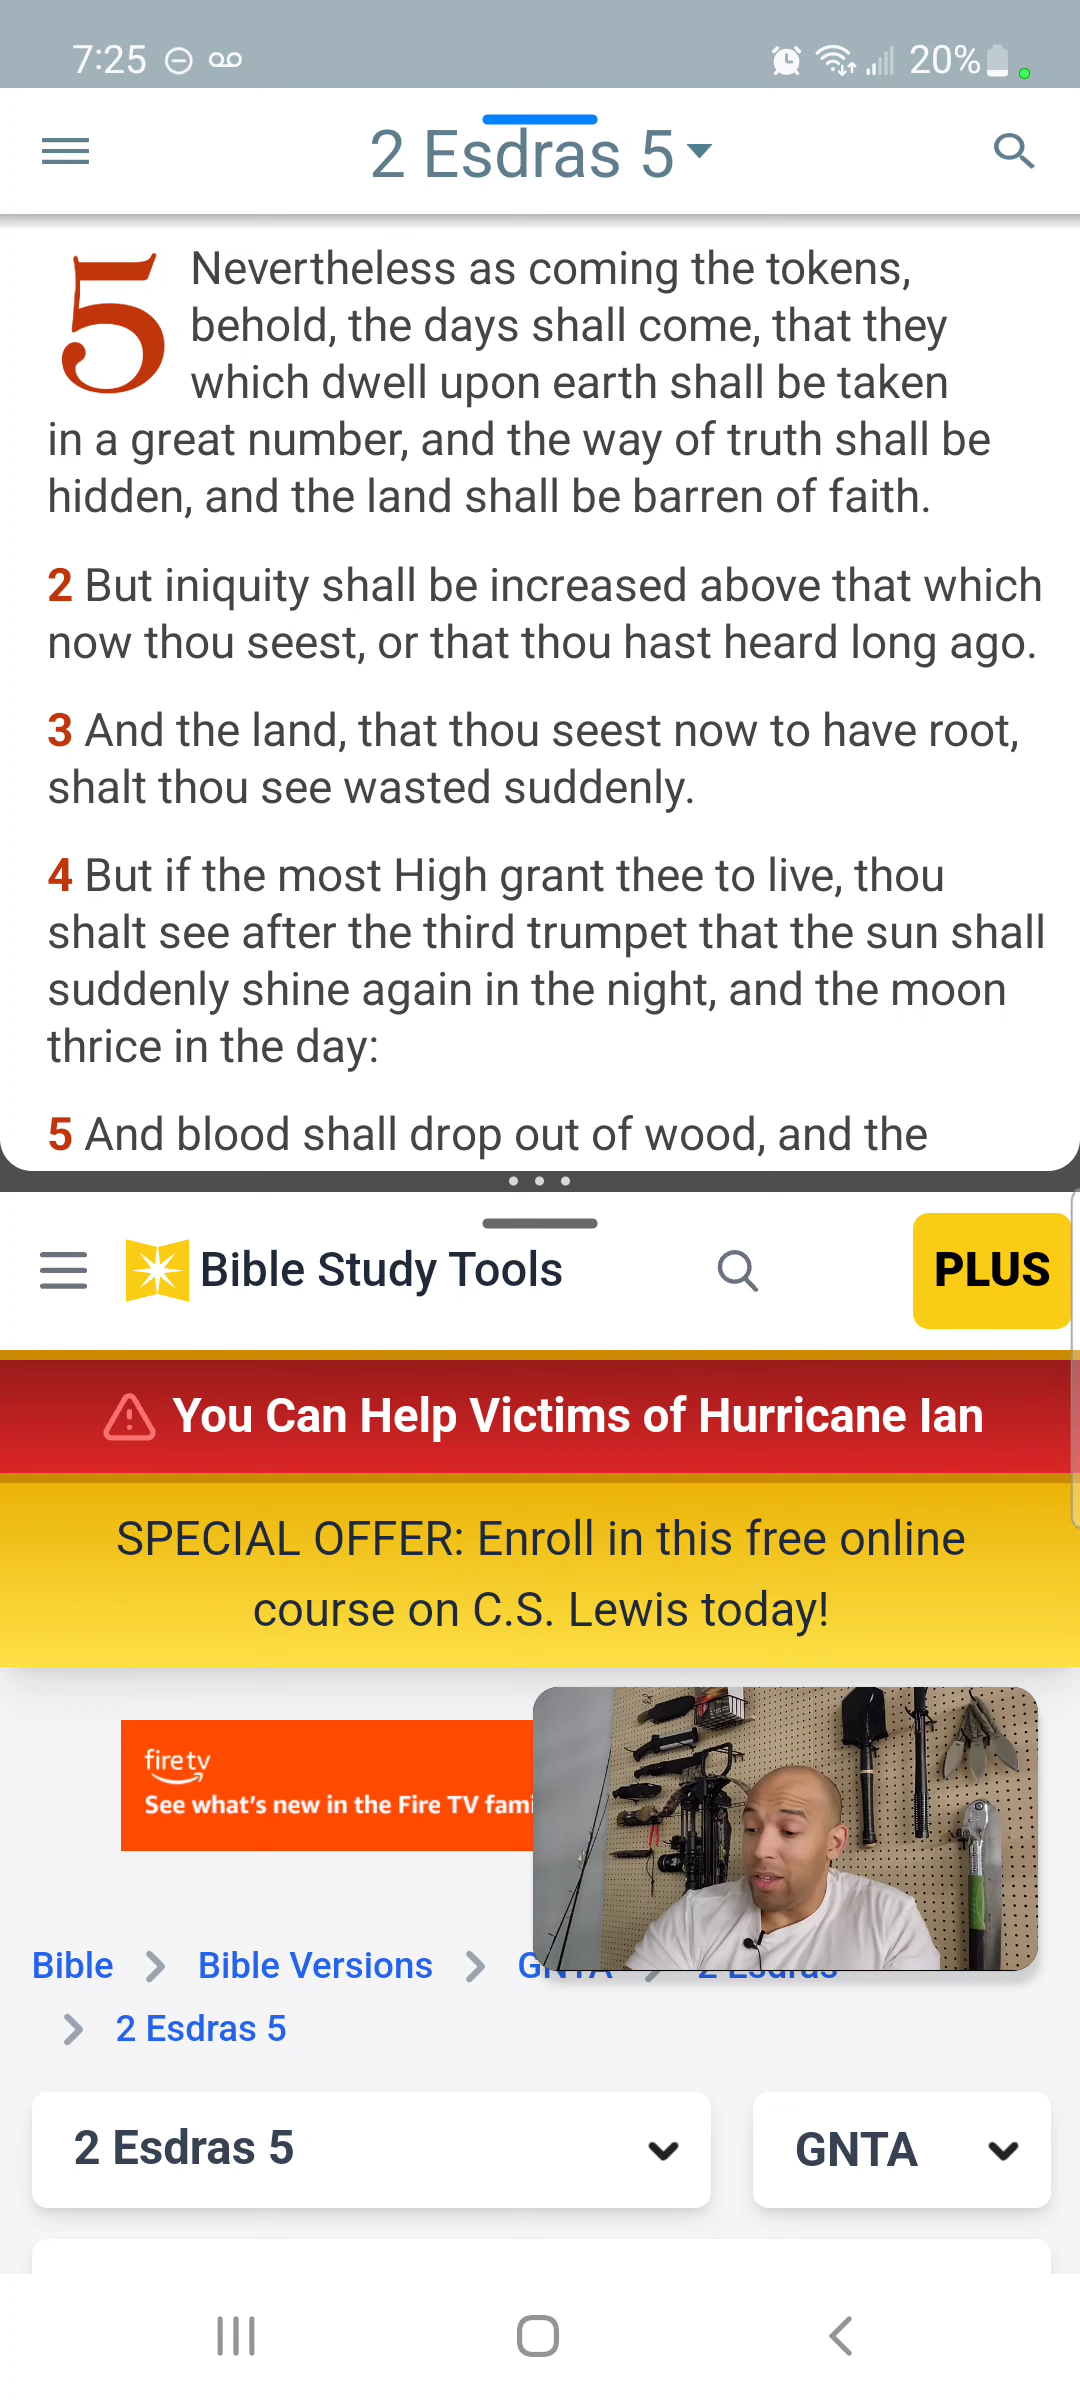 7:25
20%
2 Esdras 5
5 Nevertheless as coming the tokens,
behold, the days shall come, that they
which dwell upon earth shall be taken
in a great number, and the way of truth shall be
hidden, and the land shall be barren of faith.
2 But iniquity shall be increased above that which
now thou seest, or that thou hast heard long ago.
3 And the land, that thou seest now to have root,
shalt thou see wasted suddenly.
4 But if the most High grant thee to live, thou
shalt see after the third trumpet that the sun shall
suddenly shine again in the night, and the moon
thrice in the day:
5 And blood shall drop out of wood, and the
Bible Study Tools
PLUS
You Can Help Victims of Hurricane Ian
SPECIAL OFFER: Enroll in this free online
course on C.S. Lewis today!
fire tv
See what's new in the Fire TV fami
Bible > Bible Versions > GNTA > 2 Esdras
> 2 Esdras 5
2 Esdras 5
GNTA